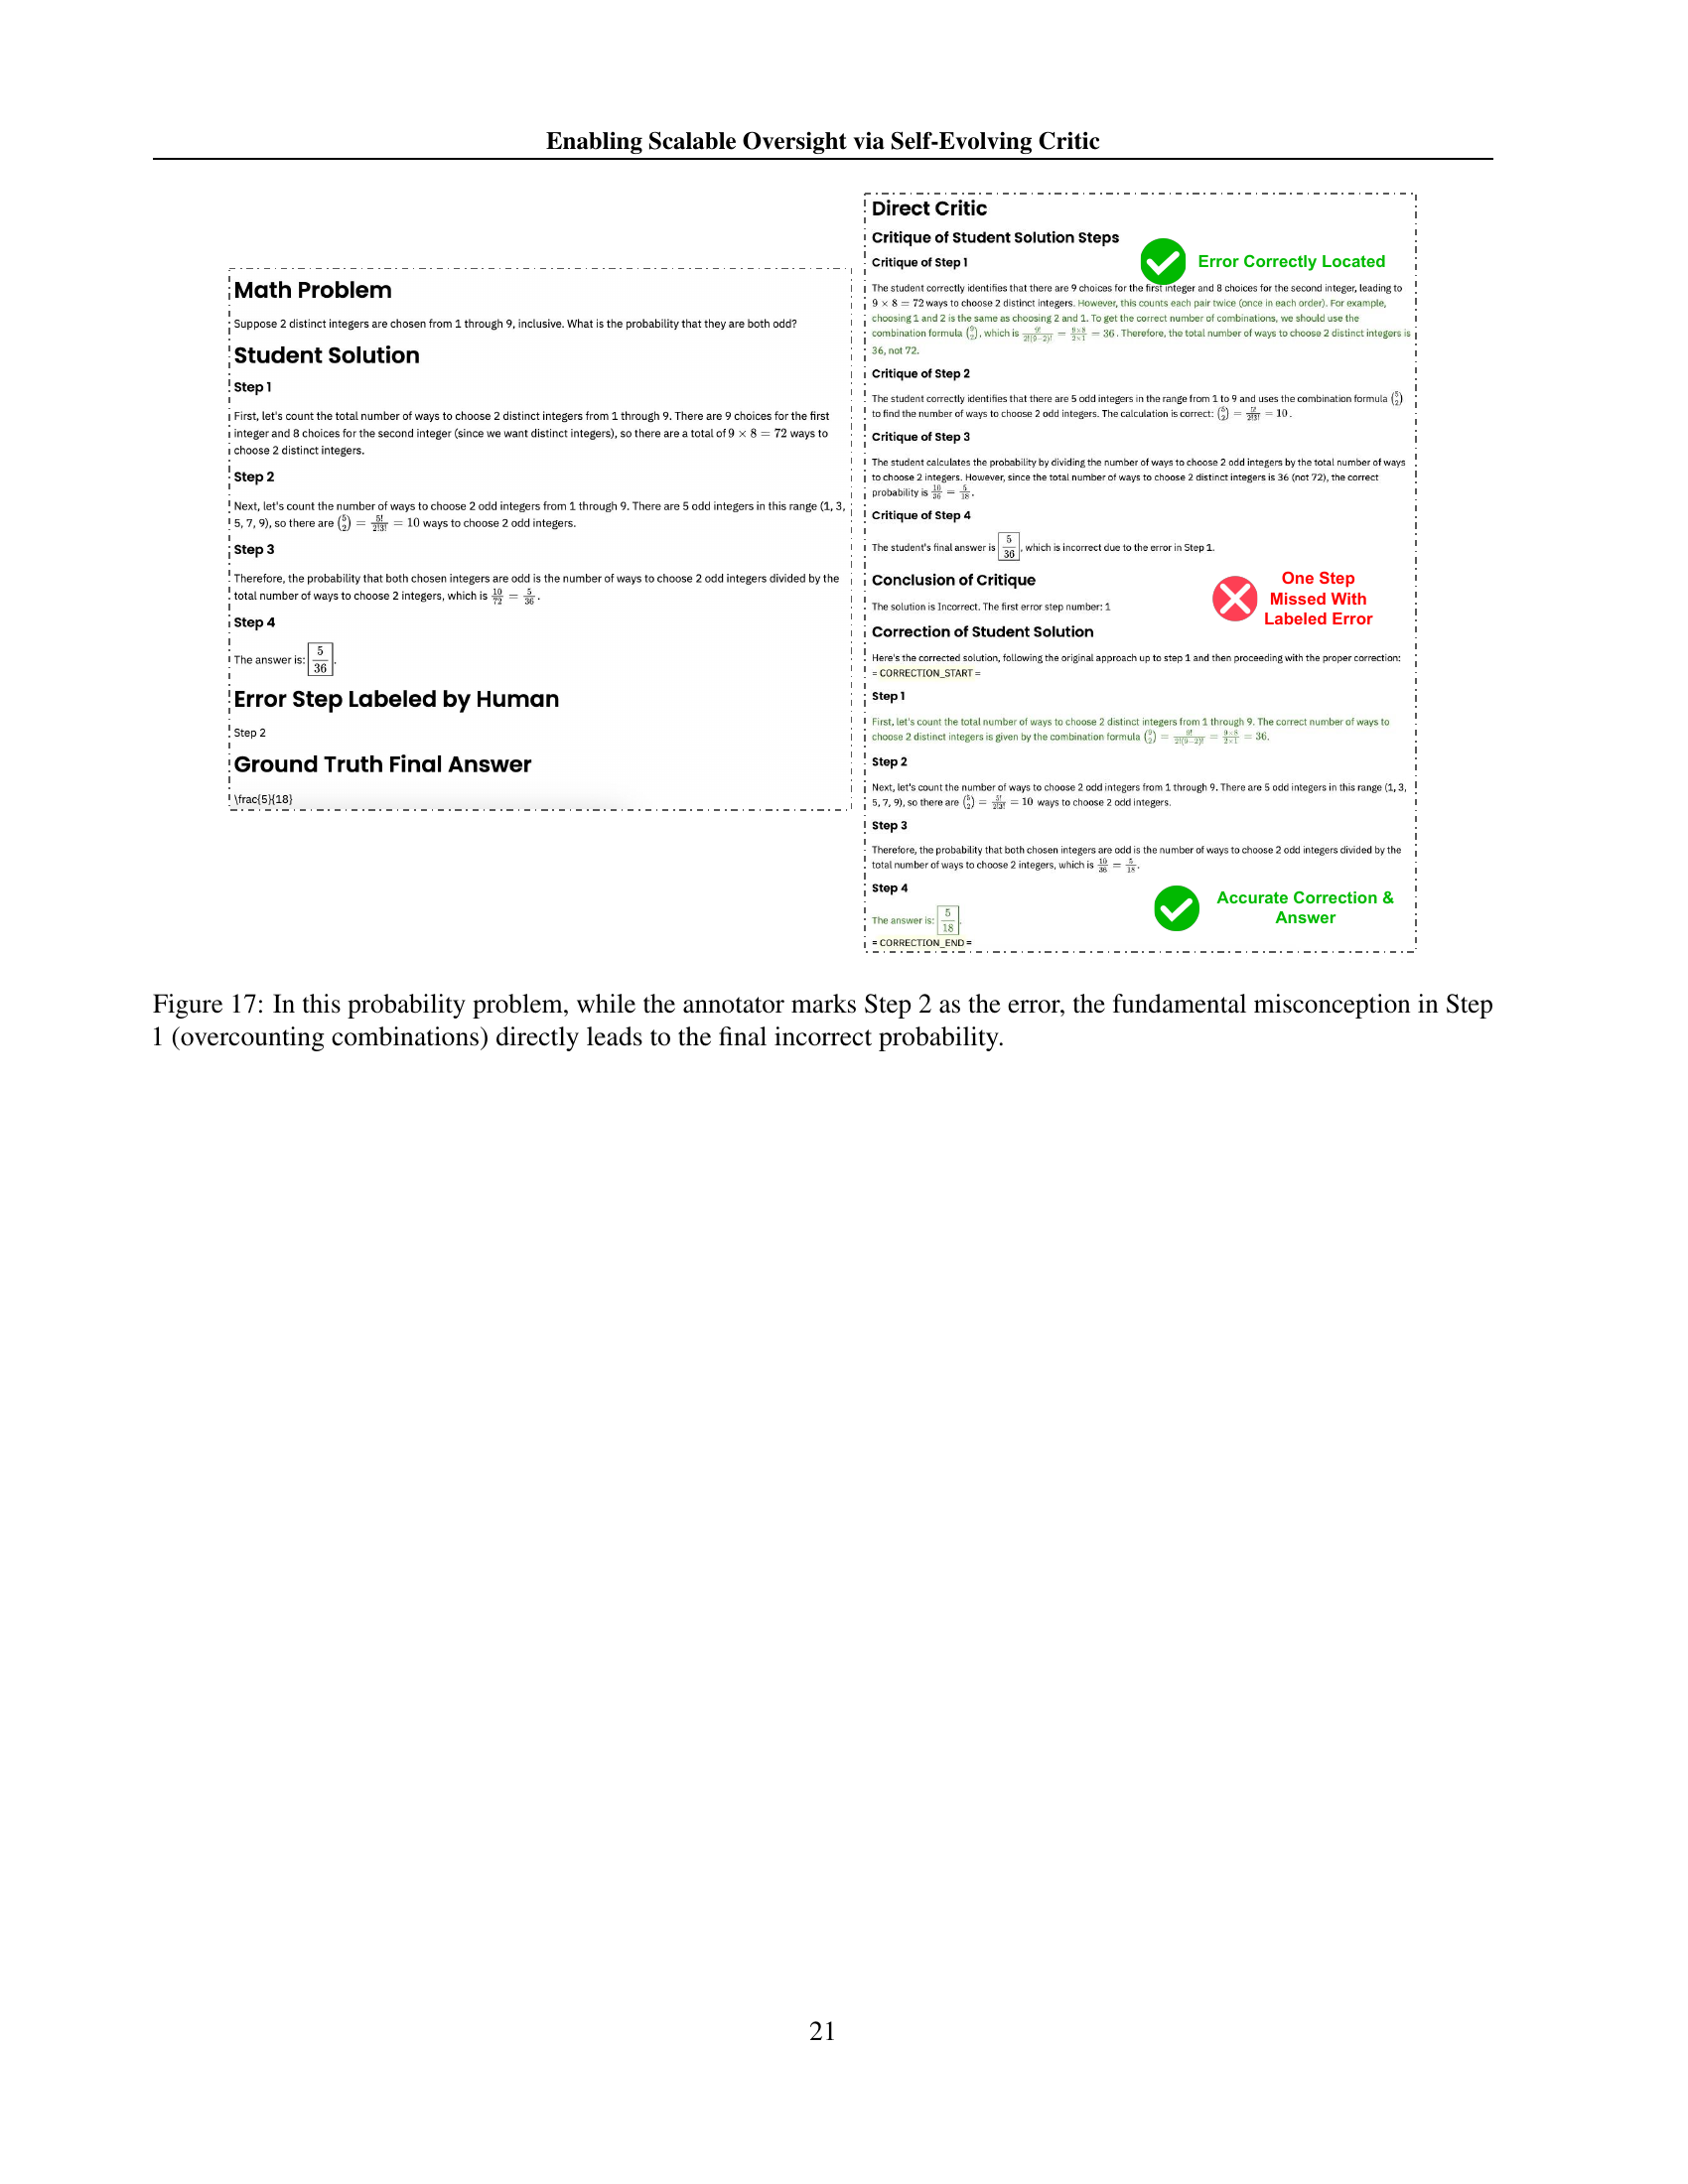 Enabling Scalable Oversight via Self-Evolving Critic
Math Problem
Suppose 2 distinct integers are chosen from 1 through 9, inclusive. What is the probability that they are both odd?
Student Solution
Step 1
First, let's count the total number of ways to choose 2 distinct integers from 1 through 9. There are 9 choices for the first
integer and 8 choices for the second integer (since we want distinct integers), so there are a total of 9 × 8 = 72 ways to
choose 2 distinct integers.
Step 2
Next, let's count the number of ways to choose 2 odd integers from 1 through 9. There are 5 odd integers in this range (1, 3,
5, 7, 9), so there are \binom{5}{2} = \frac{5!}{2!3!} = 10 ways to choose 2 odd integers.
Step 3
Therefore, the probability that both chosen integers are odd is the number of ways to choose 2 odd integers divided by the
total number of ways to choose 2 integers, which is \frac{10}{72} = \frac{5}{36}.
Step 4
The answer is: \frac{5}{36}.
Error Step Labeled by Human
Step 2
Ground Truth Final Answer
\frac{5}{18}
Direct Critic
Critique of Student Solution Steps
Critique of Step 1
Error Correctly Located
The student correctly identifies that there are 9 choices for the first integer and 8 choices for the second integer, leading to
9 × 8 = 72 ways to choose 2 distinct integers. However, this counts each pair twice (once in each order). For example,
choosing 1 and 2 is the same as choosing 2 and 1. To get the correct number of combinations, we should use the
combination formula \binom{9}{2}, which is \frac{9!}{2!(9-2)!} = \frac{9×8}{2×1} = 36. Therefore, the total number of ways to choose 2 distinct integers is
36, not 72.
Critique of Step 2
The student correctly identifies that there are 5 odd integers in the range from 1 to 9 and uses the combination formula \binom{5}{2}
to find the number of ways to choose 2 odd integers. The calculation is correct: \binom{5}{2} = \frac{5!}{2!3!} = 10.
Critique of Step 3
The student calculates the probability by dividing the number of ways to choose 2 odd integers by the total number of ways
to choose 2 integers. However, since the total number of ways to choose 2 distinct integers is 36 (not 72), the correct
probability is \frac{10}{36} = \frac{5}{18}.
Critique of Step 4
The student's final answer is \frac{5}{36}, which is incorrect due to the error in Step 1.
Conclusion of Critique
The solution is Incorrect. The first error step number: 1
One Step
Missed With
Labeled Error
Correction of Student Solution
Here's the corrected solution, following the original approach up to step 1 and then proceeding with the proper correction:
= CORRECTION_START =
Step 1
First, let's count the total number of ways to choose 2 distinct integers from 1 through 9. The correct number of ways to
choose 2 distinct integers is given by the combination formula \binom{9}{2} = \frac{9!}{2!(9-2)!} = \frac{9×8}{2×1} = 36.
Step 2
Next, let's count the number of ways to choose 2 odd integers from 1 through 9. There are 5 odd integers in this range (1, 3,
5, 7, 9), so there are \binom{5}{2} = \frac{5!}{2!3!} = 10 ways to choose 2 odd integers.
Step 3
Therefore, the probability that both chosen integers are odd is the number of ways to choose 2 odd integers divided by the
total number of ways to choose 2 integers, which is \frac{10}{36} = \frac{5}{18}.
Step 4
The answer is: \frac{5}{18}.
= CORRECTION_END =
Accurate Correction &
Answer
Figure 17: In this probability problem, while the annotator marks Step 2 as the error, the fundamental misconception in Step
1 (overcounting combinations) directly leads to the final incorrect probability.
21